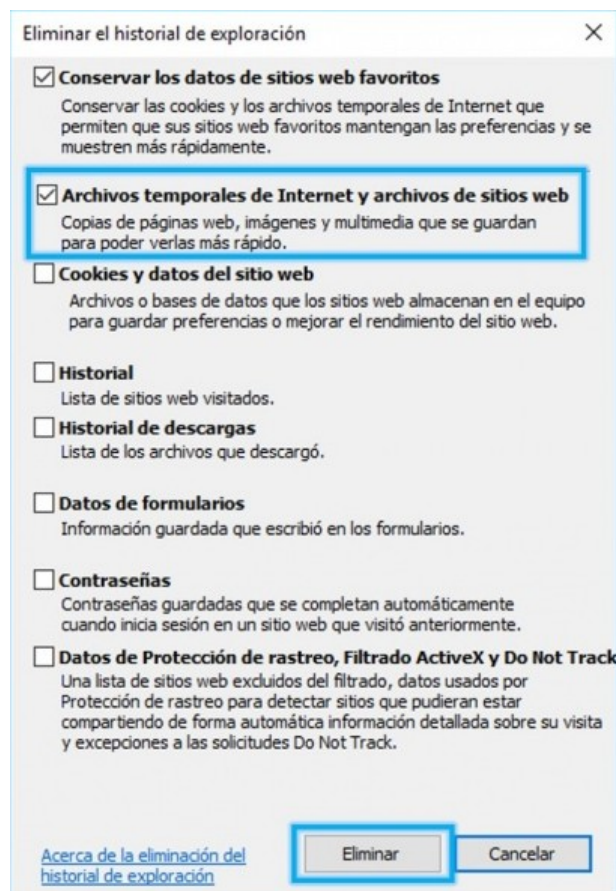 Eliminar el historial de exploración
Conservar los datos de sitios web favoritos
Conservar las cookies y los archivos temporales de Internet que
permiten que sus sitios web favoritos mantengan las preferencias y se
muestren más rápidamente.
Archivos temporales de Internet y archivos de sitios web
Copias de páginas web, imágenes y multimedia que se guardan
para poder verlas más rápido.
Cookies y datos del sitio web
Archivos o bases de datos que los sitios web almacenan en el equipo
para guardar preferencias o mejorar el rendimiento del sitio web.
Historial
Lista de sitios web visitados.
Historial de descargas
Lista de los archivos que descargó.
Datos de formularios
Información guardada que escribió en los formularios.
Contraseñas
Contraseñas guardadas que se completan automáticamente
cuando inicia sesión en un sitio web que visitó anteriormente.
Datos de Protección de rastreo, Filtrado ActiveX y Do Not Track
Una lista de sitios web excluidos del filtrado, datos usados por
Protección de rastreo para detectar sitios que pudieran estar
compartiendo de forma automática información detallada sobre su visita
y excepciones a las solicitudes Do Not Track.
Acerca de la eliminación del
historial de exploración
Eliminar
Cancelar